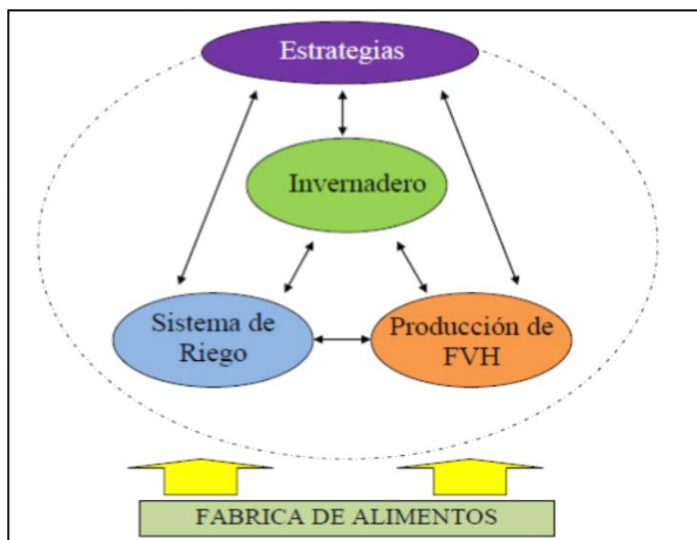 Estrategias
Invernadero
Sistema de
Riego
Producción de
FVH
FABRICA DE ALIMENTOS